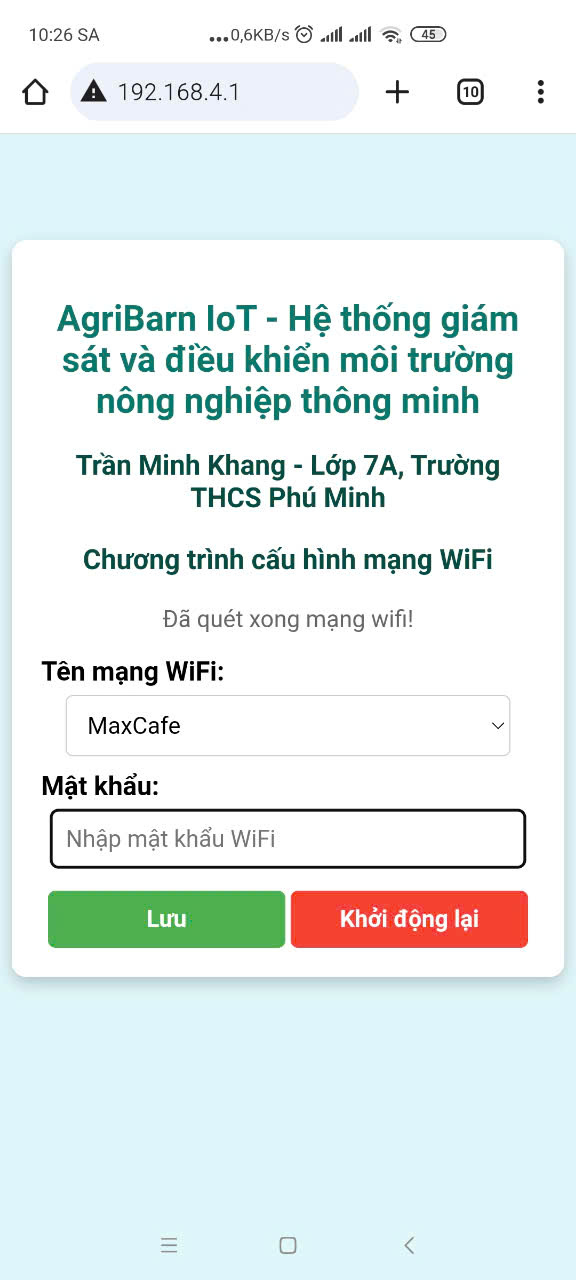 10:26 SA
...0,6KB/s
45
192.168.4.1
10
AgriBarn IoT - Hệ thống giám
sát và điều khiển môi trường
nông nghiệp thông minh
Trần Minh Khang - Lớp 7A, Trường
THCS Phú Minh
Chương trình cấu hình mạng WiFi
Đã quét xong mạng wifi!
Tên mạng WiFi:
MaxCafe
Mật khẩu:
Nhập mật khẩu WiFi
Lưu
Khởi động lại